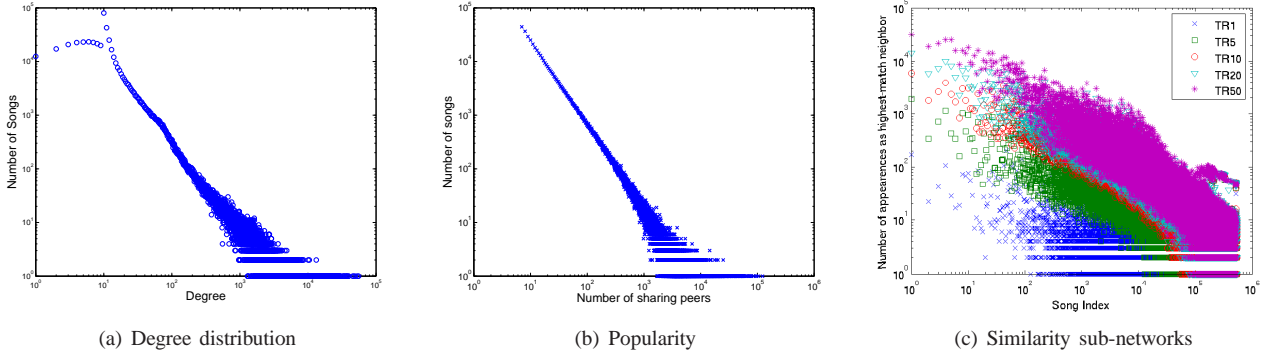 10^5
10^4
10^3
10^2
10^1
10^0
Number of Songs
10^0 10^1 10^2 10^3 10^4 10^5
Degree
(a) Degree distribution
10^5
10^4
10^3
10^2
10^1
10^0
Number of songs
10^0 10^1 10^2 10^3 10^4 10^5 10^6
Number of sharing peers
(b) Popularity
10^5
10^4
10^3
10^2
10^1
10^0
Number of appearences as highest-match neighbor
TR1
TR5
TR10
TR20
TR50
10^0 10^1 10^2 10^3 10^4 10^5 10^6
Song Index
(c) Similarity sub-networks